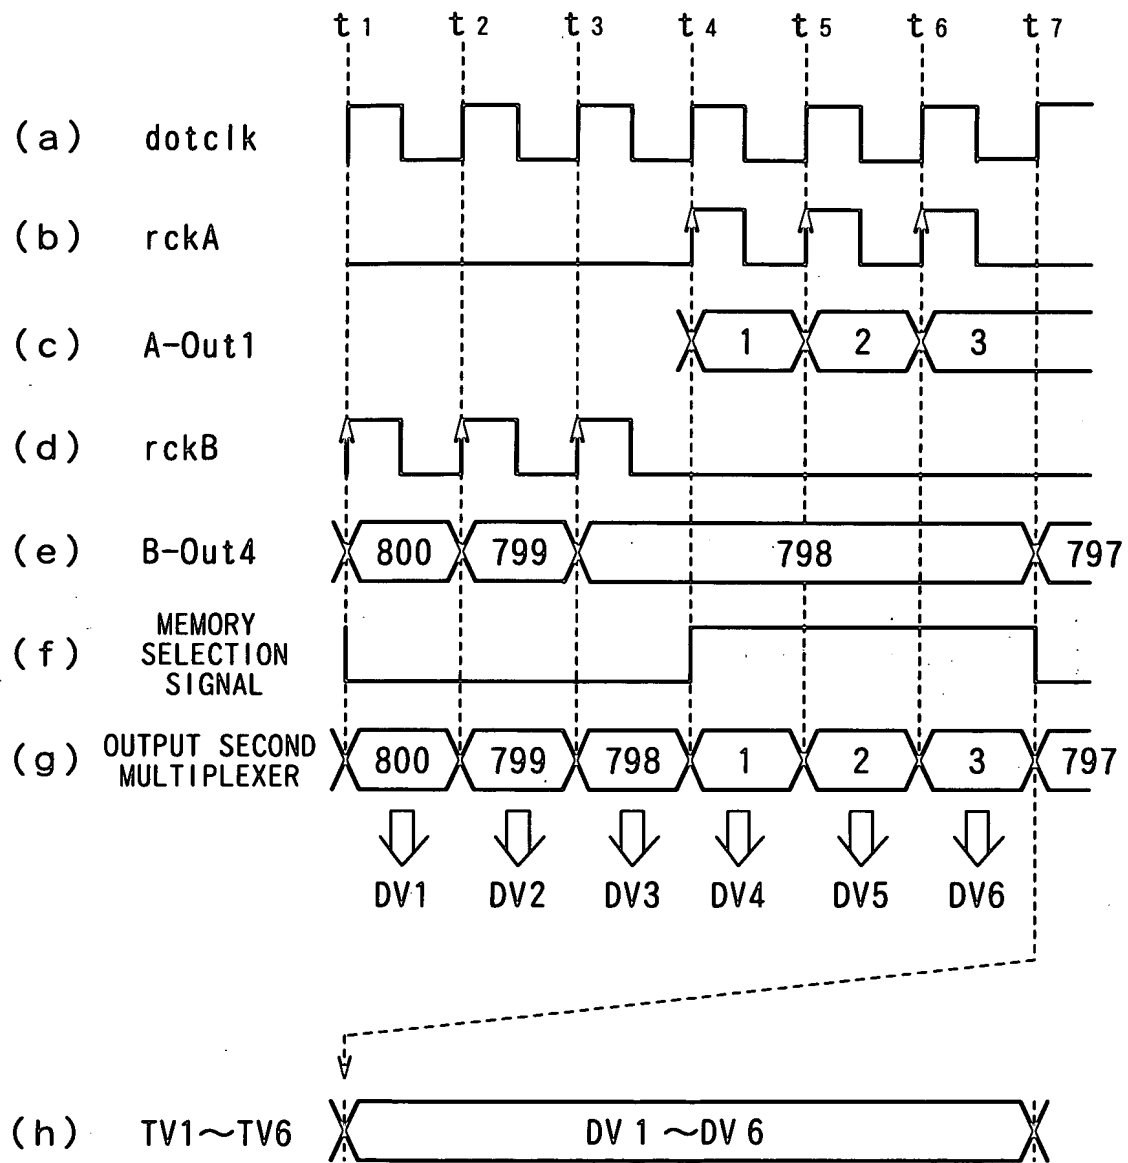 t1 t2 t3 t4 t5 t6 t7
(a) dotclk
(b) rckA
(c) A-Out1 1 2 3
(d) rckB
(e) B-Out4 800 799 798 797
(f) MEMORY
SELECTION
SIGNAL
(g) OUTPUT SECOND
MULTIPLEXER 800 799 798 1 2 3 797
DV1 DV2 DV3 DV4 DV5 DV6
(h) TV1～TV6 DV1～DV6